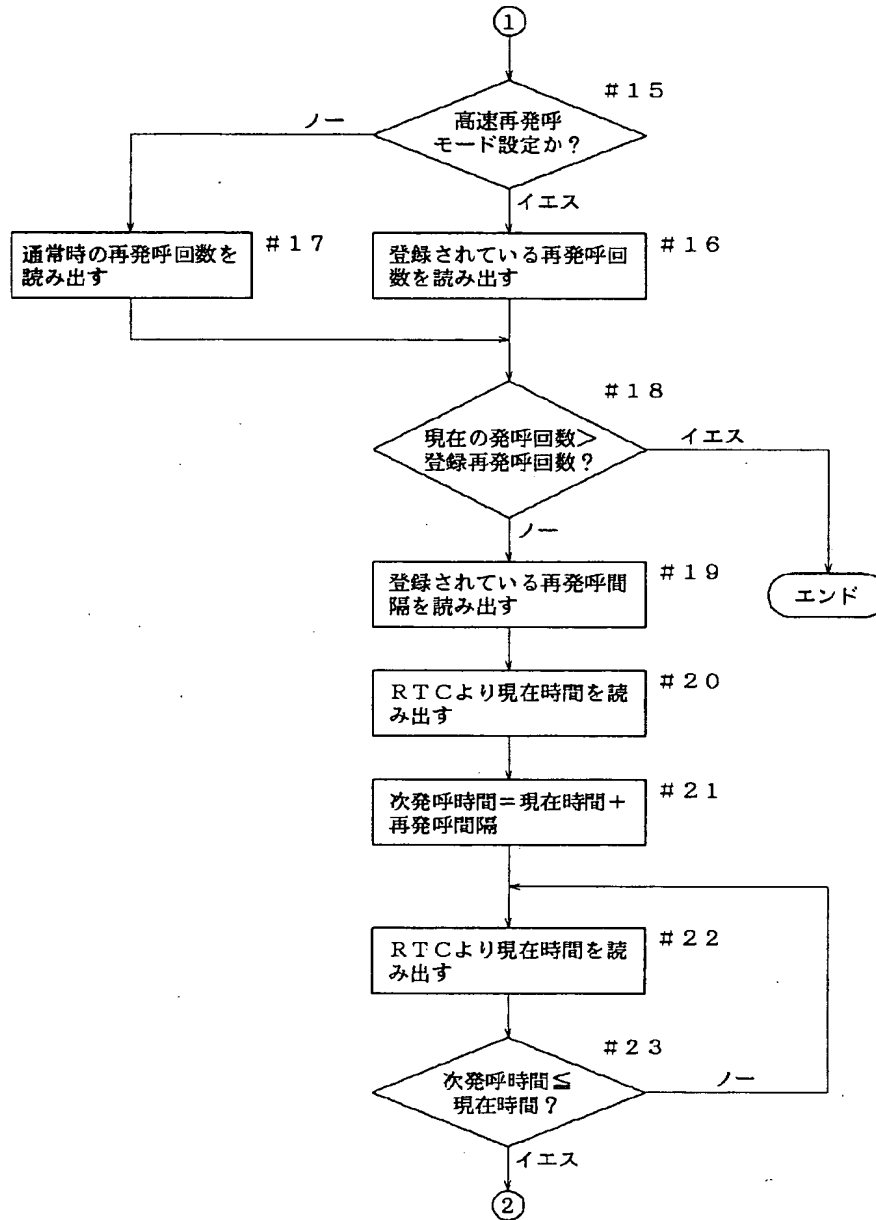 ①
#15
高速再発呼
モード設定か？
ノー
イエス
通常時の再発呼回数を
読み出す
#17
登録されている再発呼回
数を読み出す
#16
#18
現在の発呼回数＞
登録再発呼回数？
イエス
ノー
登録されている再発呼間
隔を読み出す
#19
エンド
RTCより現在時間を読
み出す
#20
次発呼時間＝現在時間＋
再発呼間隔
#21
RTCより現在時間を読
み出す
#22
#23
次発呼時間≦
現在時間？
ノー
イエス
②